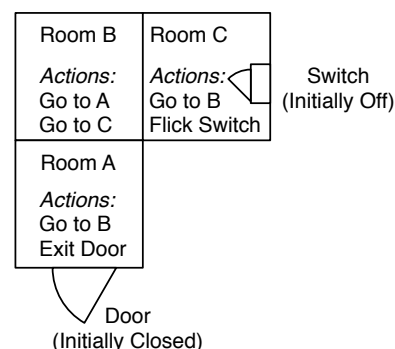 Room B
Actions:
Go to A
Go to C
Room C
Actions:
Go to B
Flick Switch
Switch
(Initially Off)
Room A
Actions:
Go to B
Exit Door
Door
(Initially Closed)